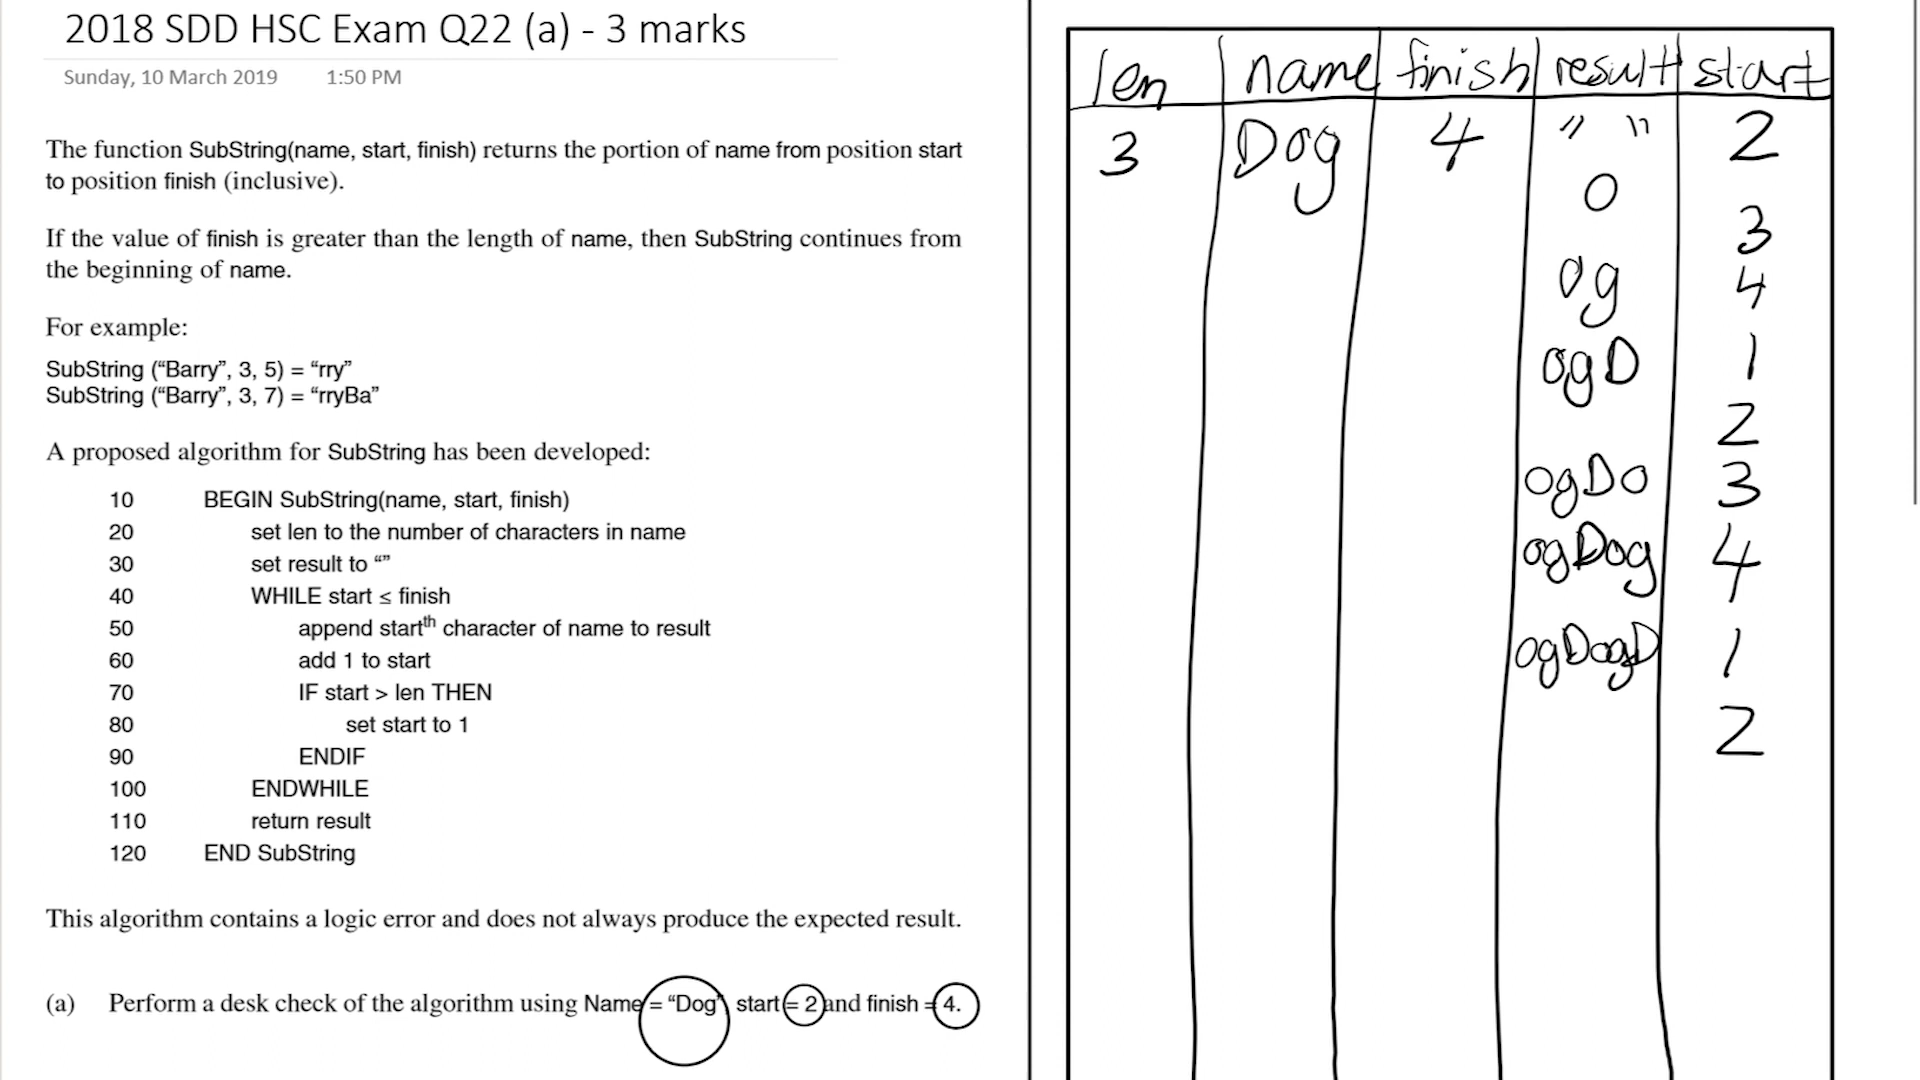 2018 SDD HSC Exam Q22 (a) - 3 marks
Sunday, 10 March 2019 1:50 PM
The function SubString(name, start, finish) returns the portion of name from position start
to position finish (inclusive).
If the value of finish is greater than the length of name, then SubString continues from
the beginning of name.
For example:
SubString (“Barry”, 3, 5) = “rry”
SubString (“Barry”, 3, 7) = “rryBa”
A proposed algorithm for SubString has been developed:
10 BEGIN SubString(name, start, finish)
20 set len to the number of characters in name
30 set result to “”
40 WHILE start ≤ finish
50 append startth character of name to result
60 add 1 to start
70 IF start > len THEN
80 set start to 1
90 ENDIF
100 ENDWHILE
110 return result
120 END SubString
This algorithm contains a logic error and does not always produce the expected result.
(a) Perform a desk check of the algorithm using Name = “Dog”, start = 2 and finish = 4.
len name finish result start
3 Dog 4 " " 2
o
3
og 4
ogD 1
2
ogDo 3
ogDog 4
ogDogD 1
2